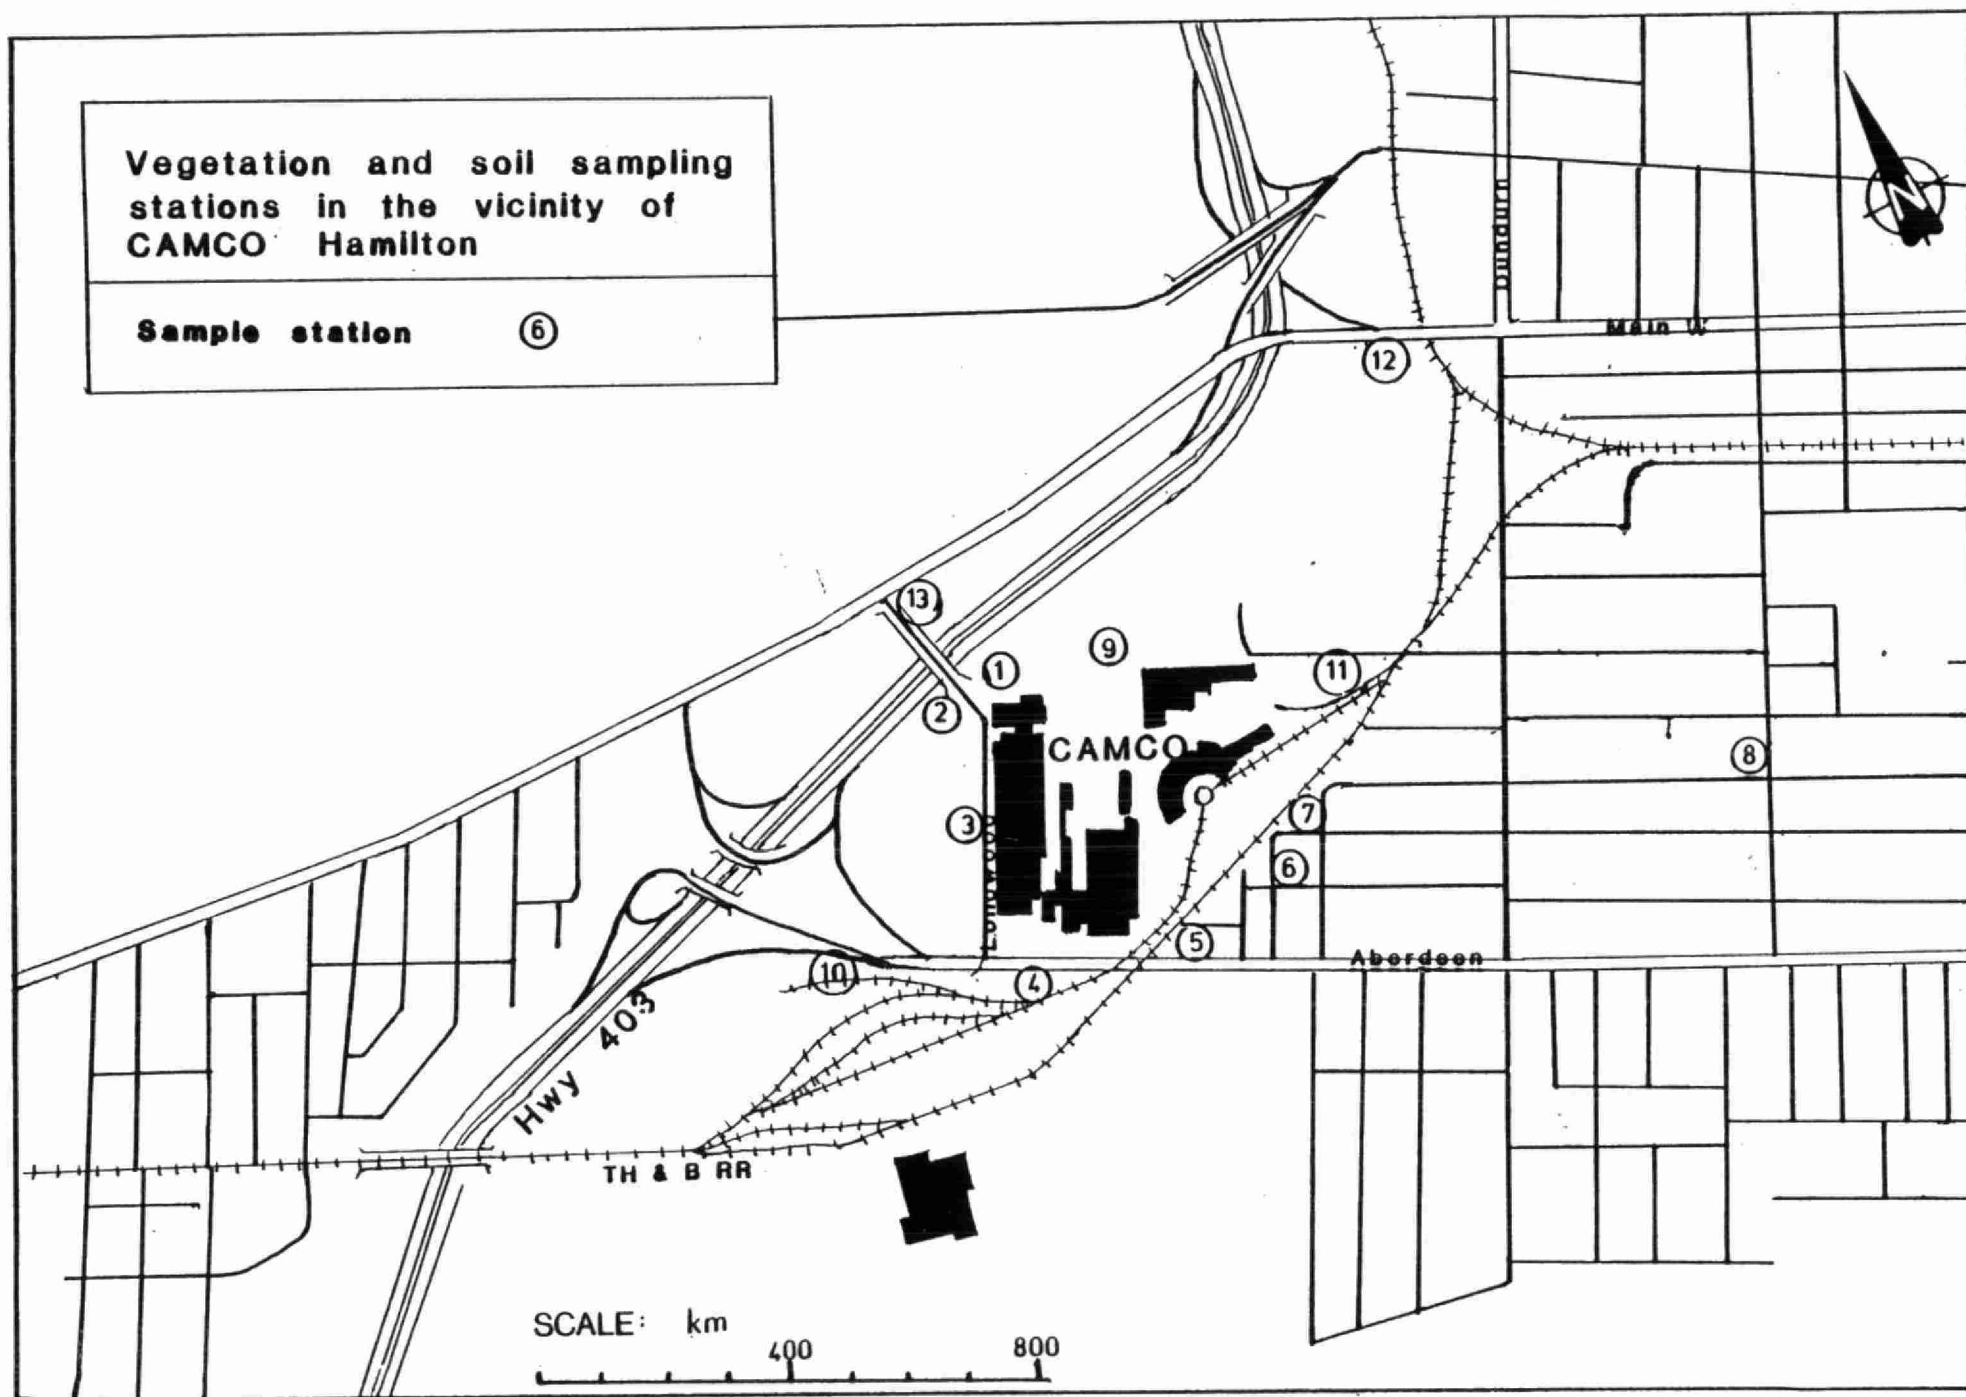 Vegetation and soil sampling
stations in the vicinity of
CAMCO Hamilton
Sample station 6
N
Dundurn
Main W
12
13
1
2
9
11
CAMCO
8
3
7
Longwood
6
5
Aberdeen
10
4
Hwy 403
TH & B RR
SCALE: km
400 800